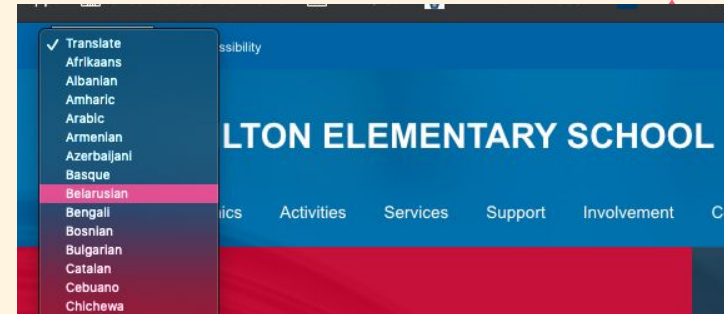 ✓ Translate
ssibility
Afrikaans
Albanian
Amharic
Arabic
Armenian
Azerbaijani
Basque
Belarusian
Bengali
Bosnian
Bulgarian
Catalan
Cebuano
Chichewa
LTON ELEMENTARY SCHOOL
ics Activities Services Support Involvement C